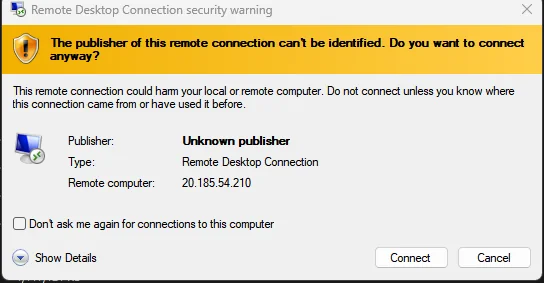 Remote Desktop Connection security warning
The publisher of this remote connection can't be identified. Do you want to connect
anyway?
This remote connection could harm your local or remote computer. Do not connect unless you know where
this connection came from or have used it before.
Publisher: Unknown publisher
Type: Remote Desktop Connection
Remote computer: 20.185.54.210
Don't ask me again for connections to this computer
Show Details Connect Cancel